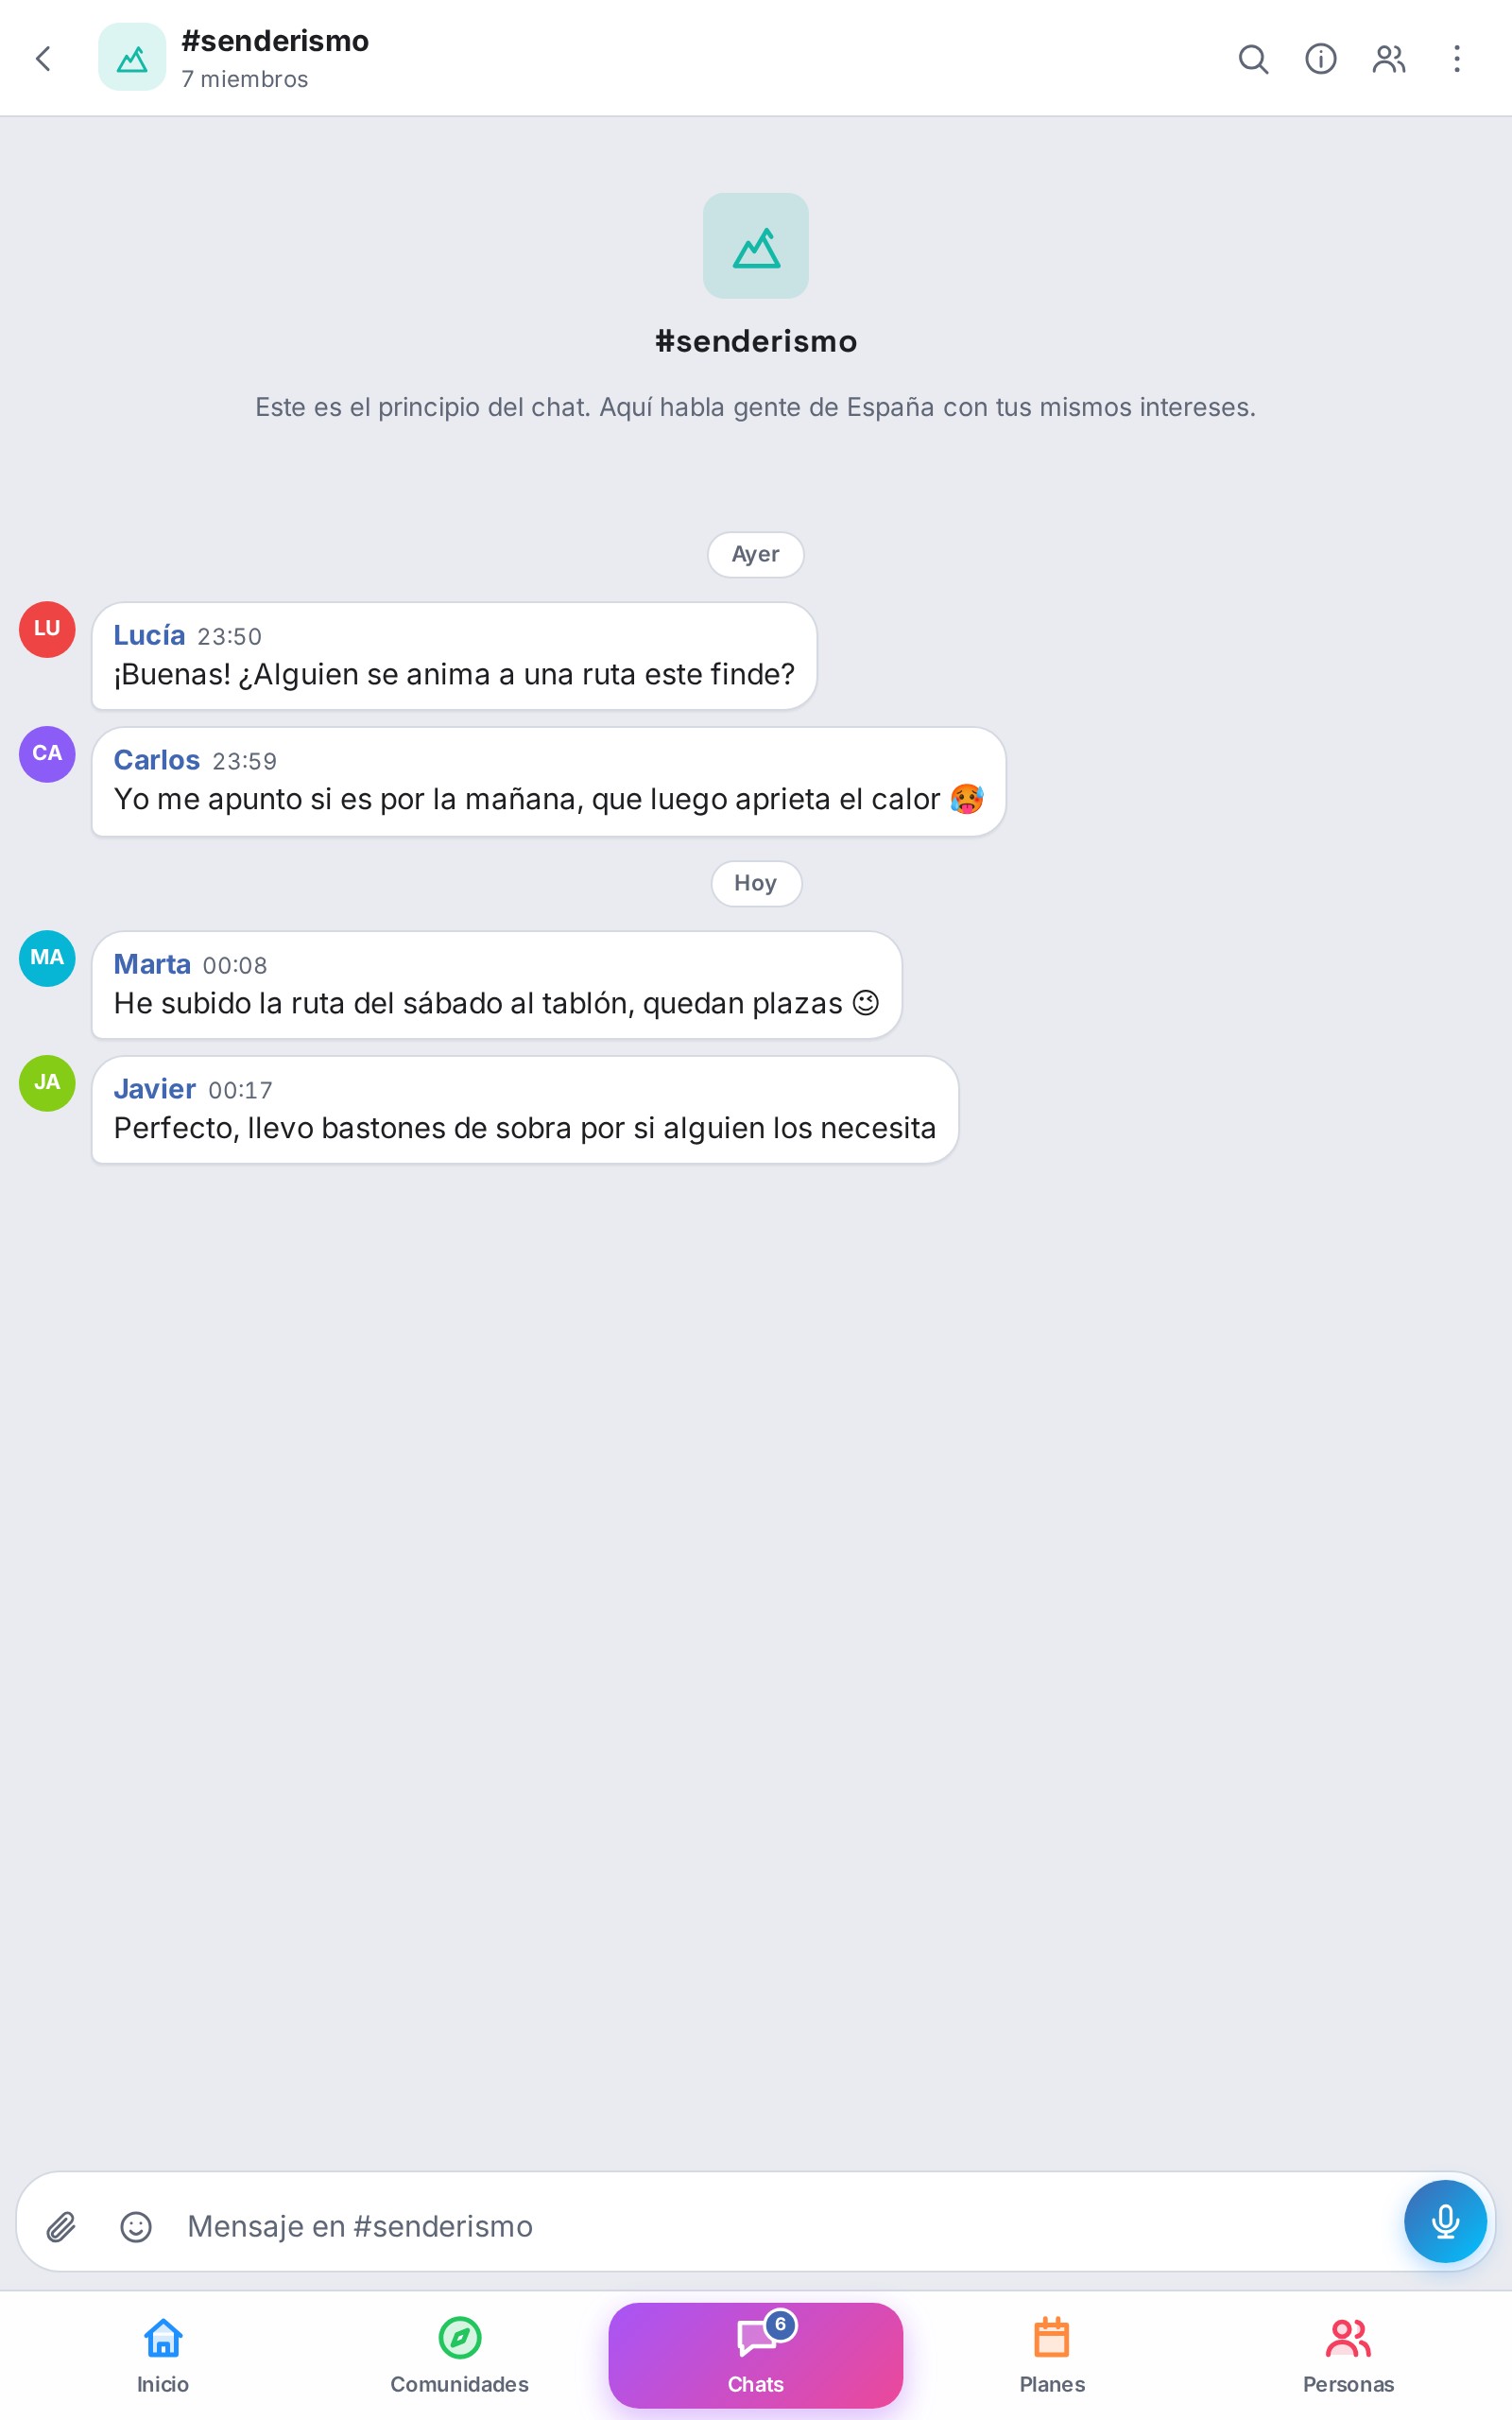 #senderismo
7 miembros
#senderismo
Este es el principio del chat. Aquí habla gente de España con tus mismos intereses.
Ayer
LU
Lucía 23:50
¡Buenas! ¿Alguien se anima a una ruta este finde?
CA
Carlos 23:59
Yo me apunto si es por la mañana, que luego aprieta el calor 🥵
Hoy
MA
Marta 00:08
He subido la ruta del sábado al tablón, quedan plazas 😉
JA
Javier 00:17
Perfecto, llevo bastones de sobra por si alguien los necesita
Mensaje en #senderismo
6
Inicio Comunidades Chats Planes Personas